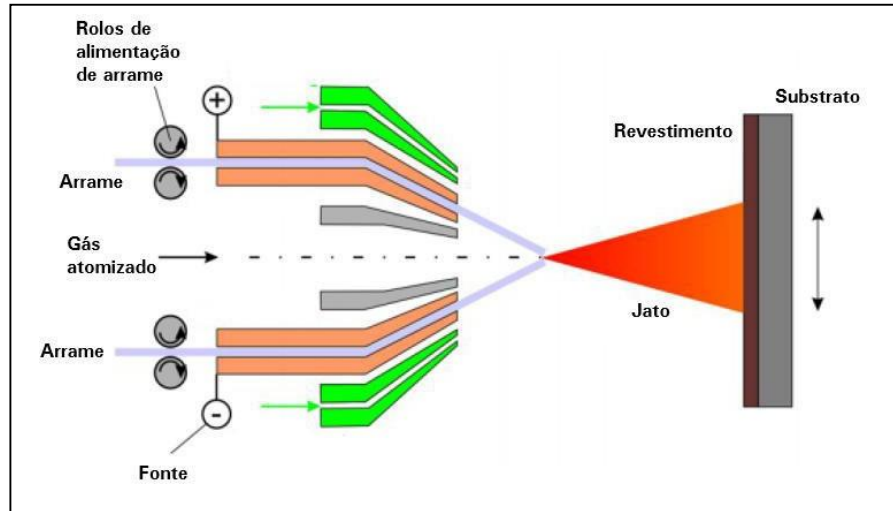 Rolos de
alimentação
de arrame
+
Substrato
Revestimento
Arrame
Gás
atomizado
Jato
Arrame
-
Fonte